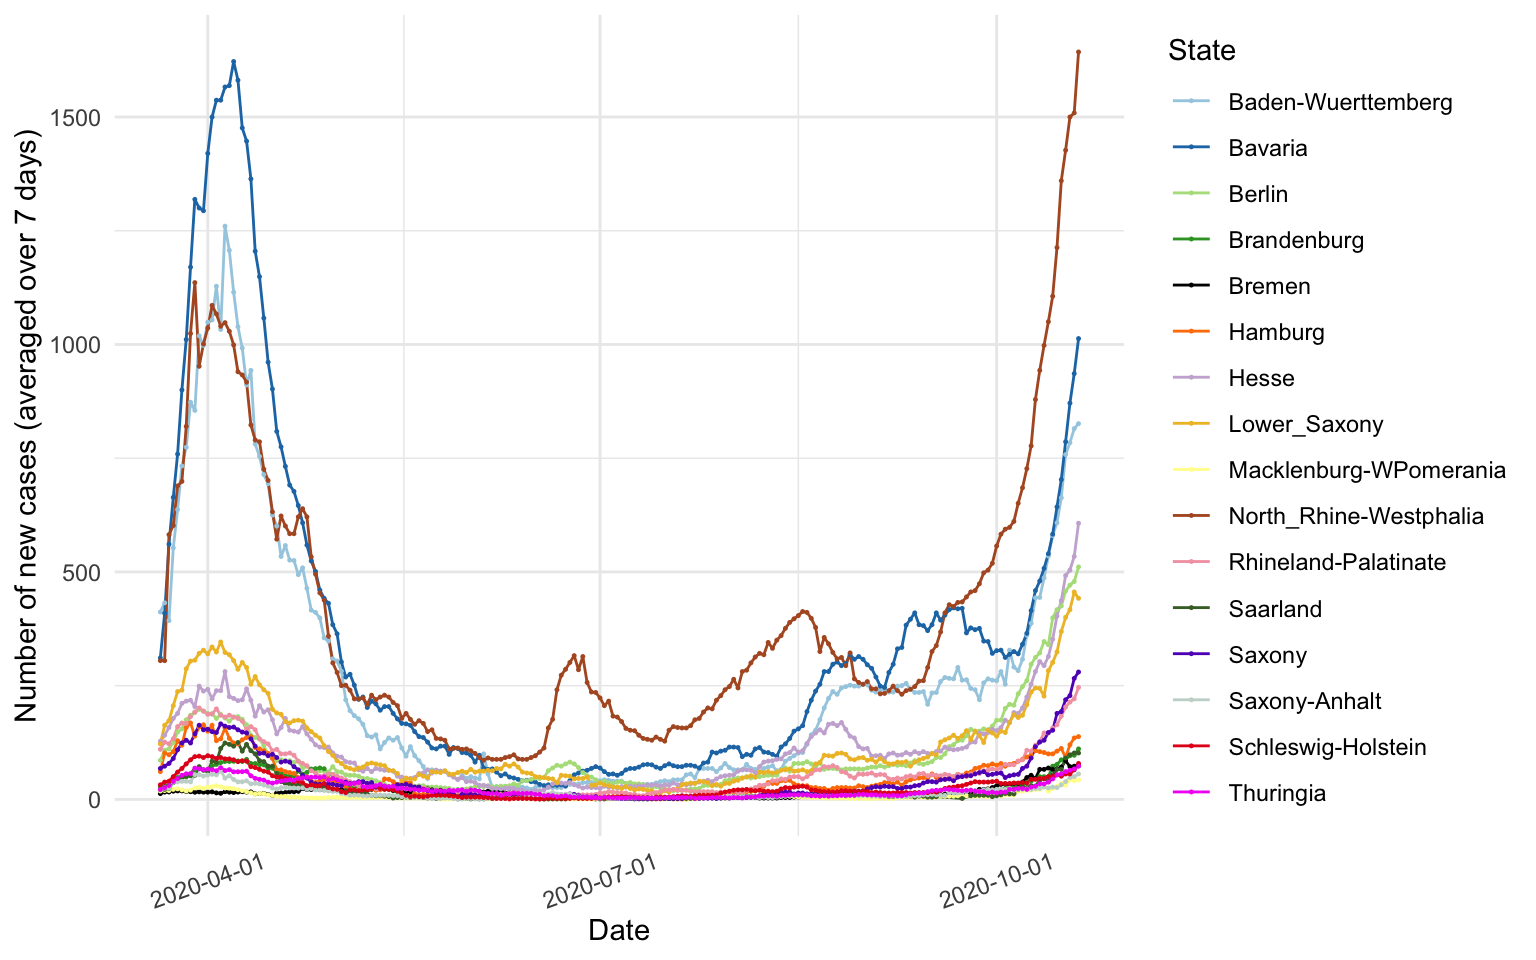 Number of new cases (averaged over 7 days)
1500
1000
500
0
2020-04-01
2020-07-01
2020-10-01
Date
State
Baden-Wuerttemberg
Bavaria
Berlin
Brandenburg
Bremen
Hamburg
Hesse
Lower_Saxony
Macklenburg-WPomerania
North_Rhine-Westphalia
Rhineland-Palatinate
Saarland
Saxony
Saxony-Anhalt
Schleswig-Holstein
Thuringia